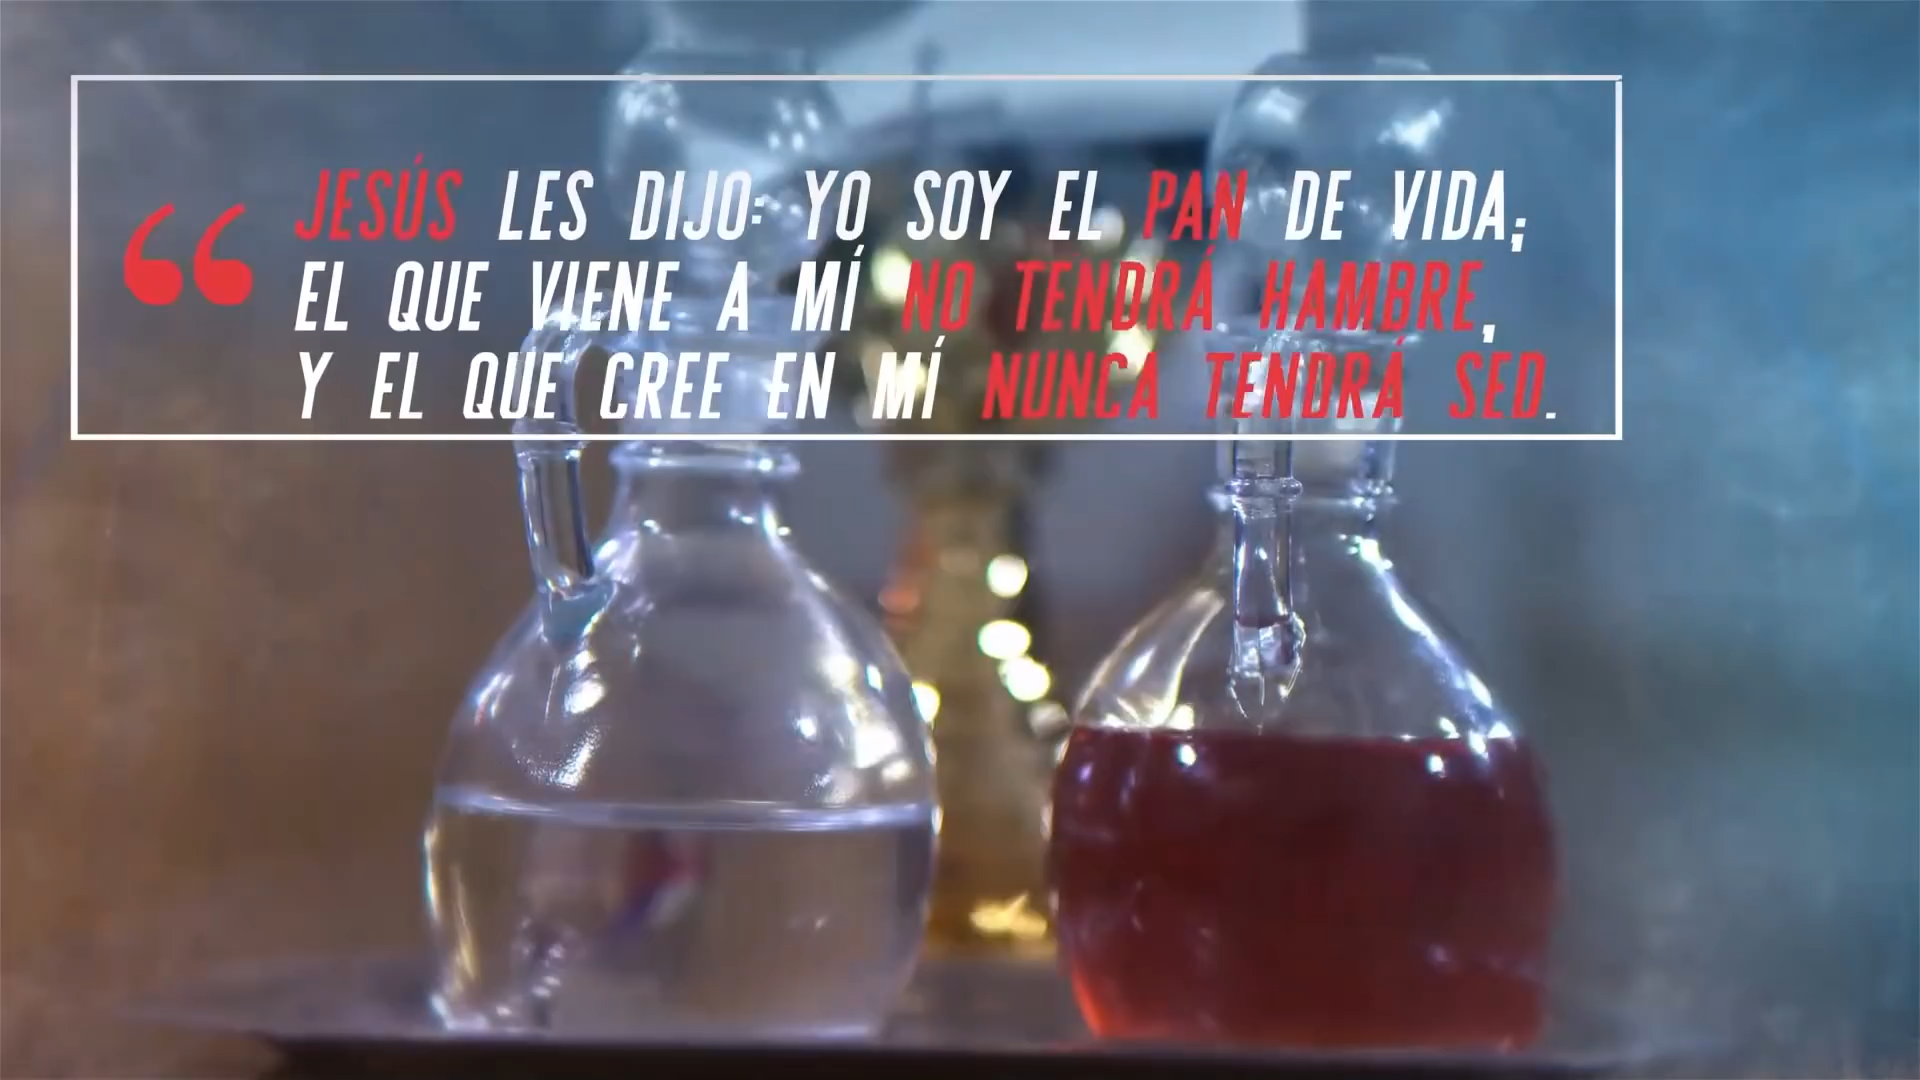 “ JESÚS LES DIJO: YO SOY EL PAN DE VIDA;
EL QUE VIENE A MÍ NO TENDRÁ HAMBRE,
Y EL QUE CREE EN MÍ NUNCA TENDRÁ SED.